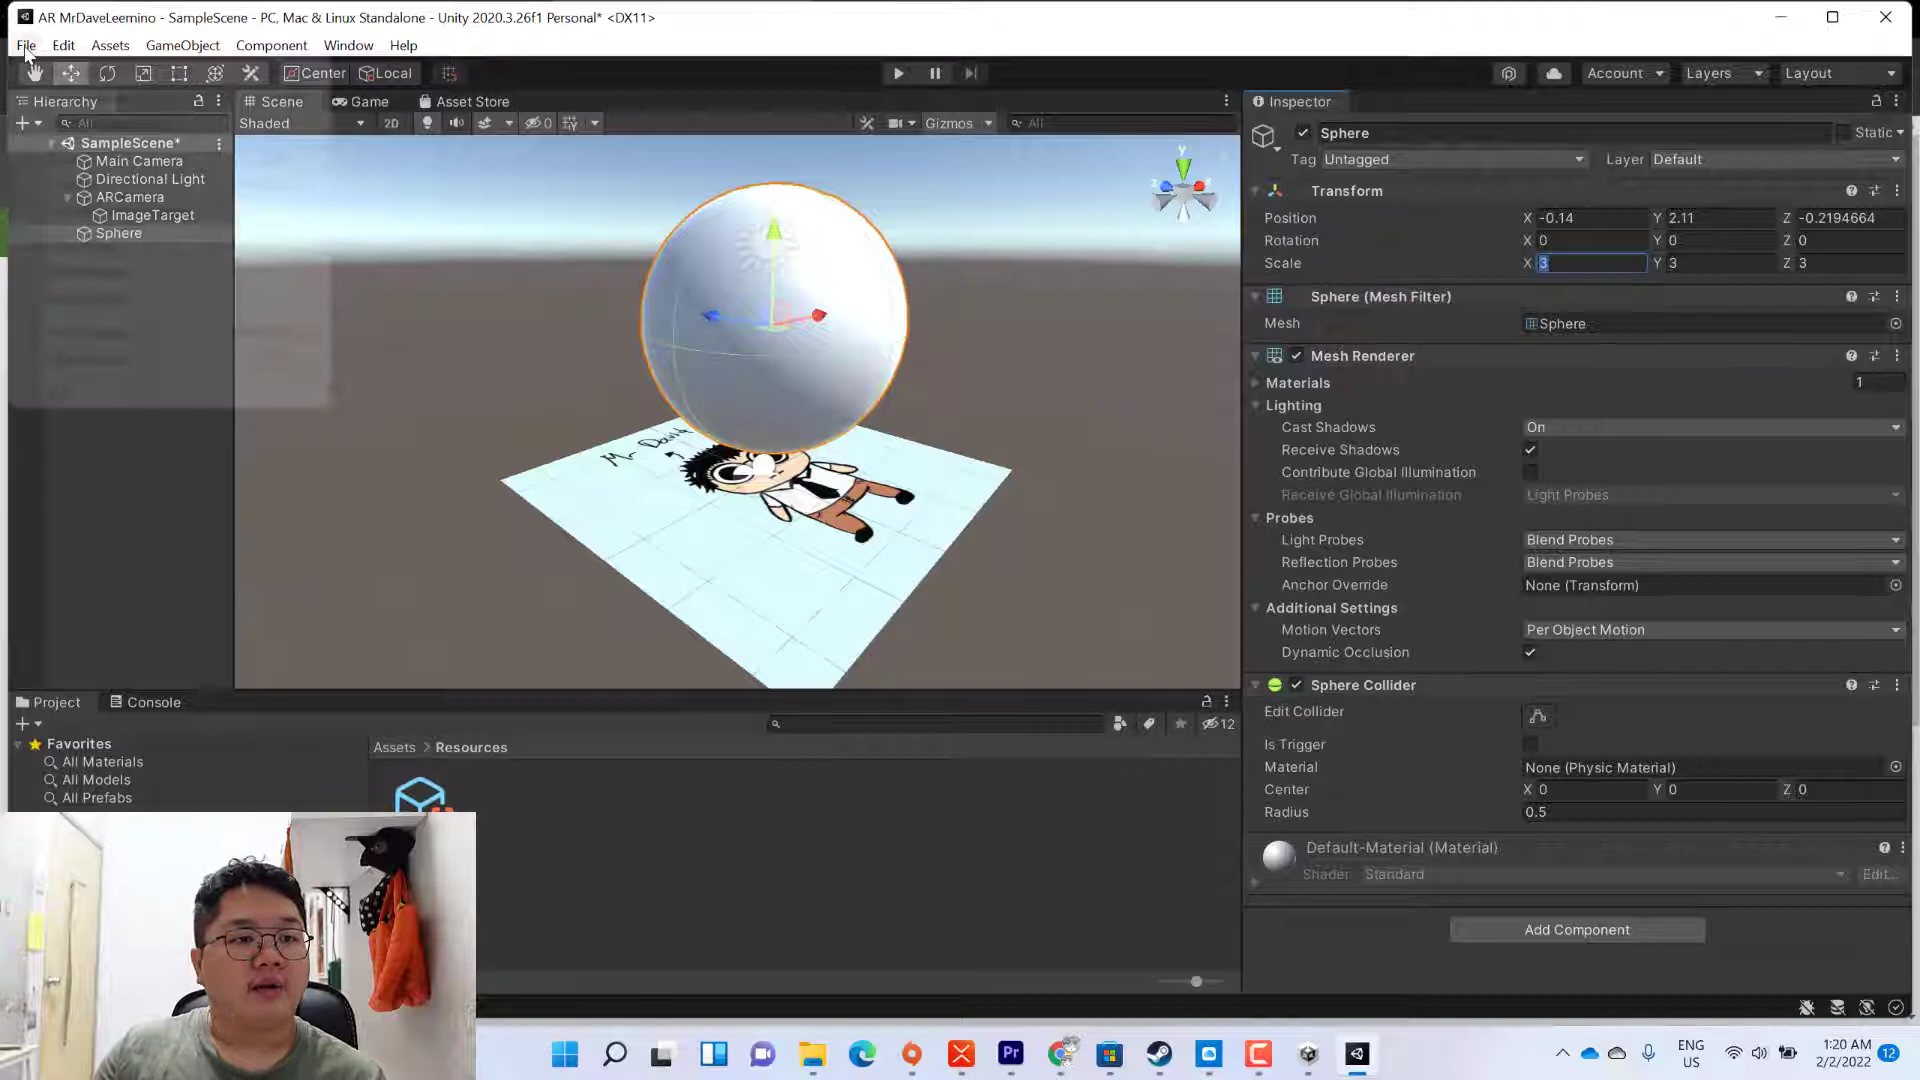 AR MrDaveLeemino - SampleScene - PC, Mac & Linux Standalone - Unity 2020.3.26f1 Personal* <DX11>
File Edit Assets GameObject Component Window Help
Center Local Account Layers Layout
Hierarchy Scene Game Asset Store Inspector
All Shaded 2D 0 Gizmos All
Sphere Static
SampleScene*
Main Camera
Directional Light
ARCamera
ImageTarget
Sphere
y
x
z
Mr David
Tag Untagged Layer Default
Transform
Position X -0.14 Y 2.11 Z -0.2194664
Rotation X 0 Y 0 Z 0
Scale X 3 Y 3 Z 3
Sphere (Mesh Filter)
Mesh Sphere
Mesh Renderer
Materials 1
Lighting
Cast Shadows On
Receive Shadows
Contribute Global Illumination
Receive Global Illumination Light Probes
Probes
Light Probes Blend Probes
Reflection Probes Blend Probes
Anchor Override None (Transform)
Additional Settings
Motion Vectors Per Object Motion
Dynamic Occlusion
Sphere Collider
Edit Collider
Is Trigger
Material None (Physic Material)
Center X 0 Y 0 Z 0
Radius 0.5
Default-Material (Material)
Shader Standard Edit...
Add Component
Project Console
12
Favorites
All Materials
All Models
All Prefabs
Assets > Resources
Pr
ENG
US
1:20 AM
2/2/2022
12